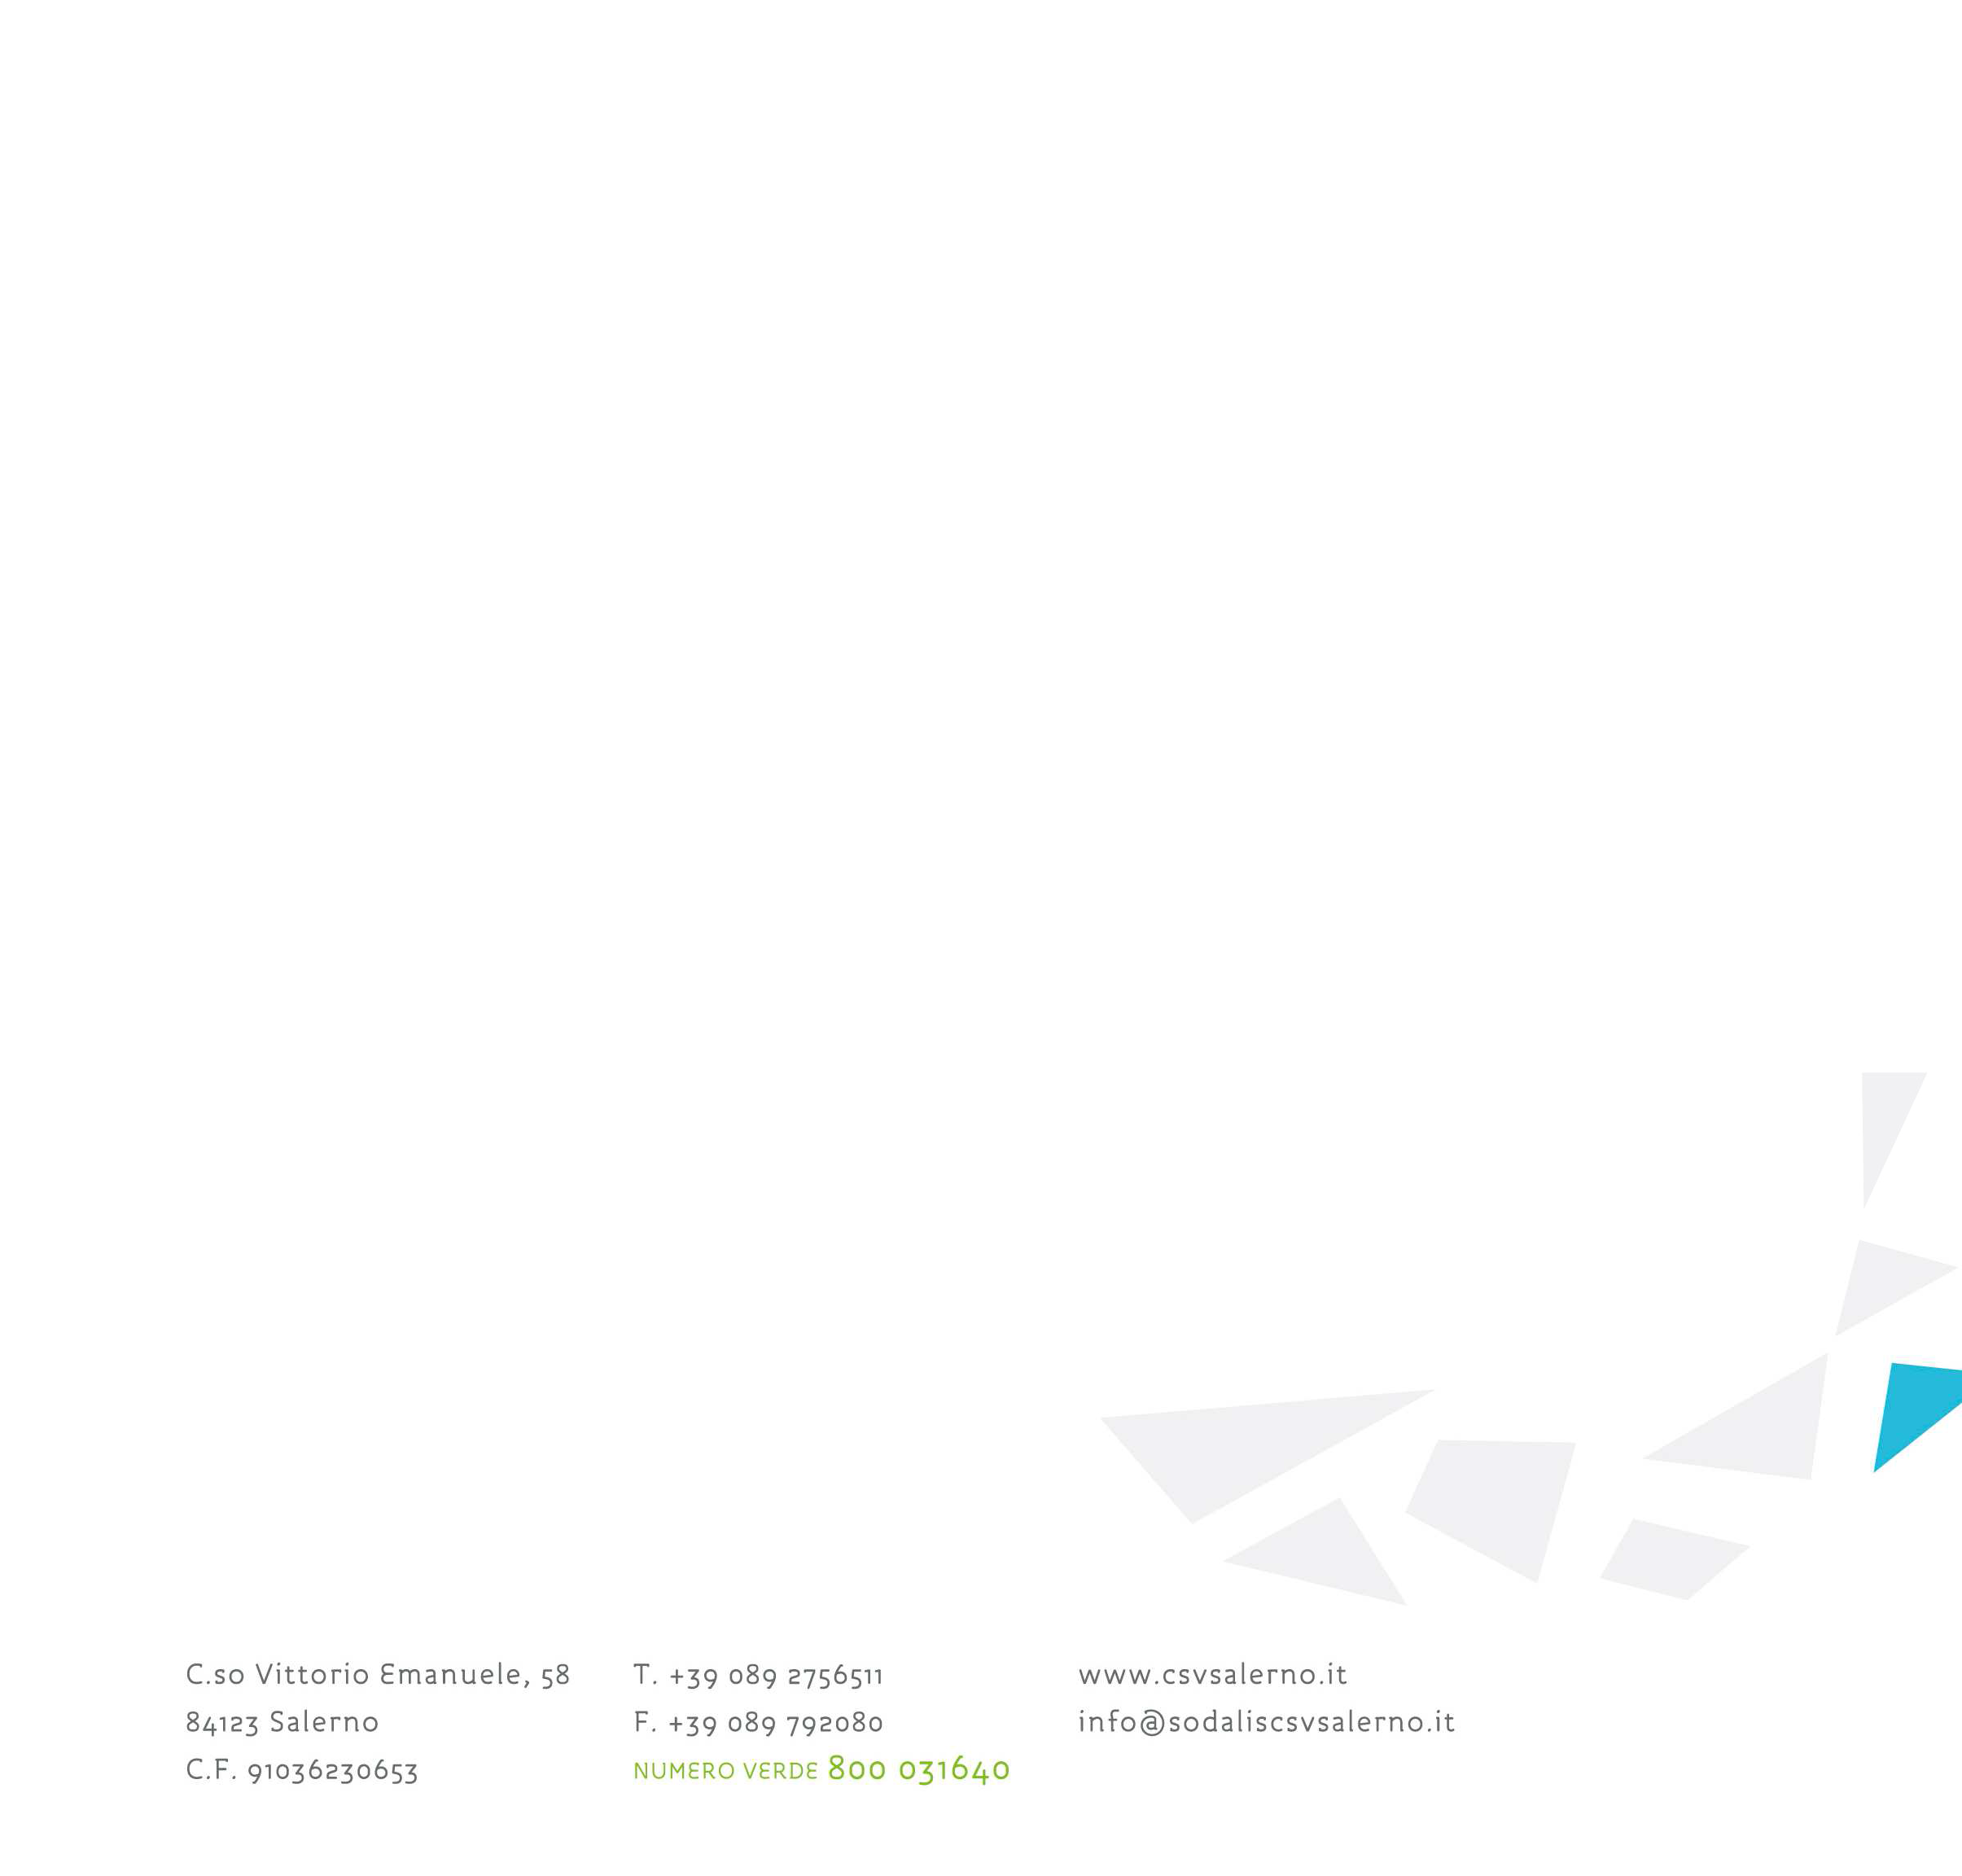 C.so Vittorio Emanuele, 58
84123 Salerno
C.F. 91036230653
T. +39 089 2756511
F. +39 089 792080
NUMERO VERDE 800 031640
www.csvsalerno.it
info@sodaliscsvsalerno.it